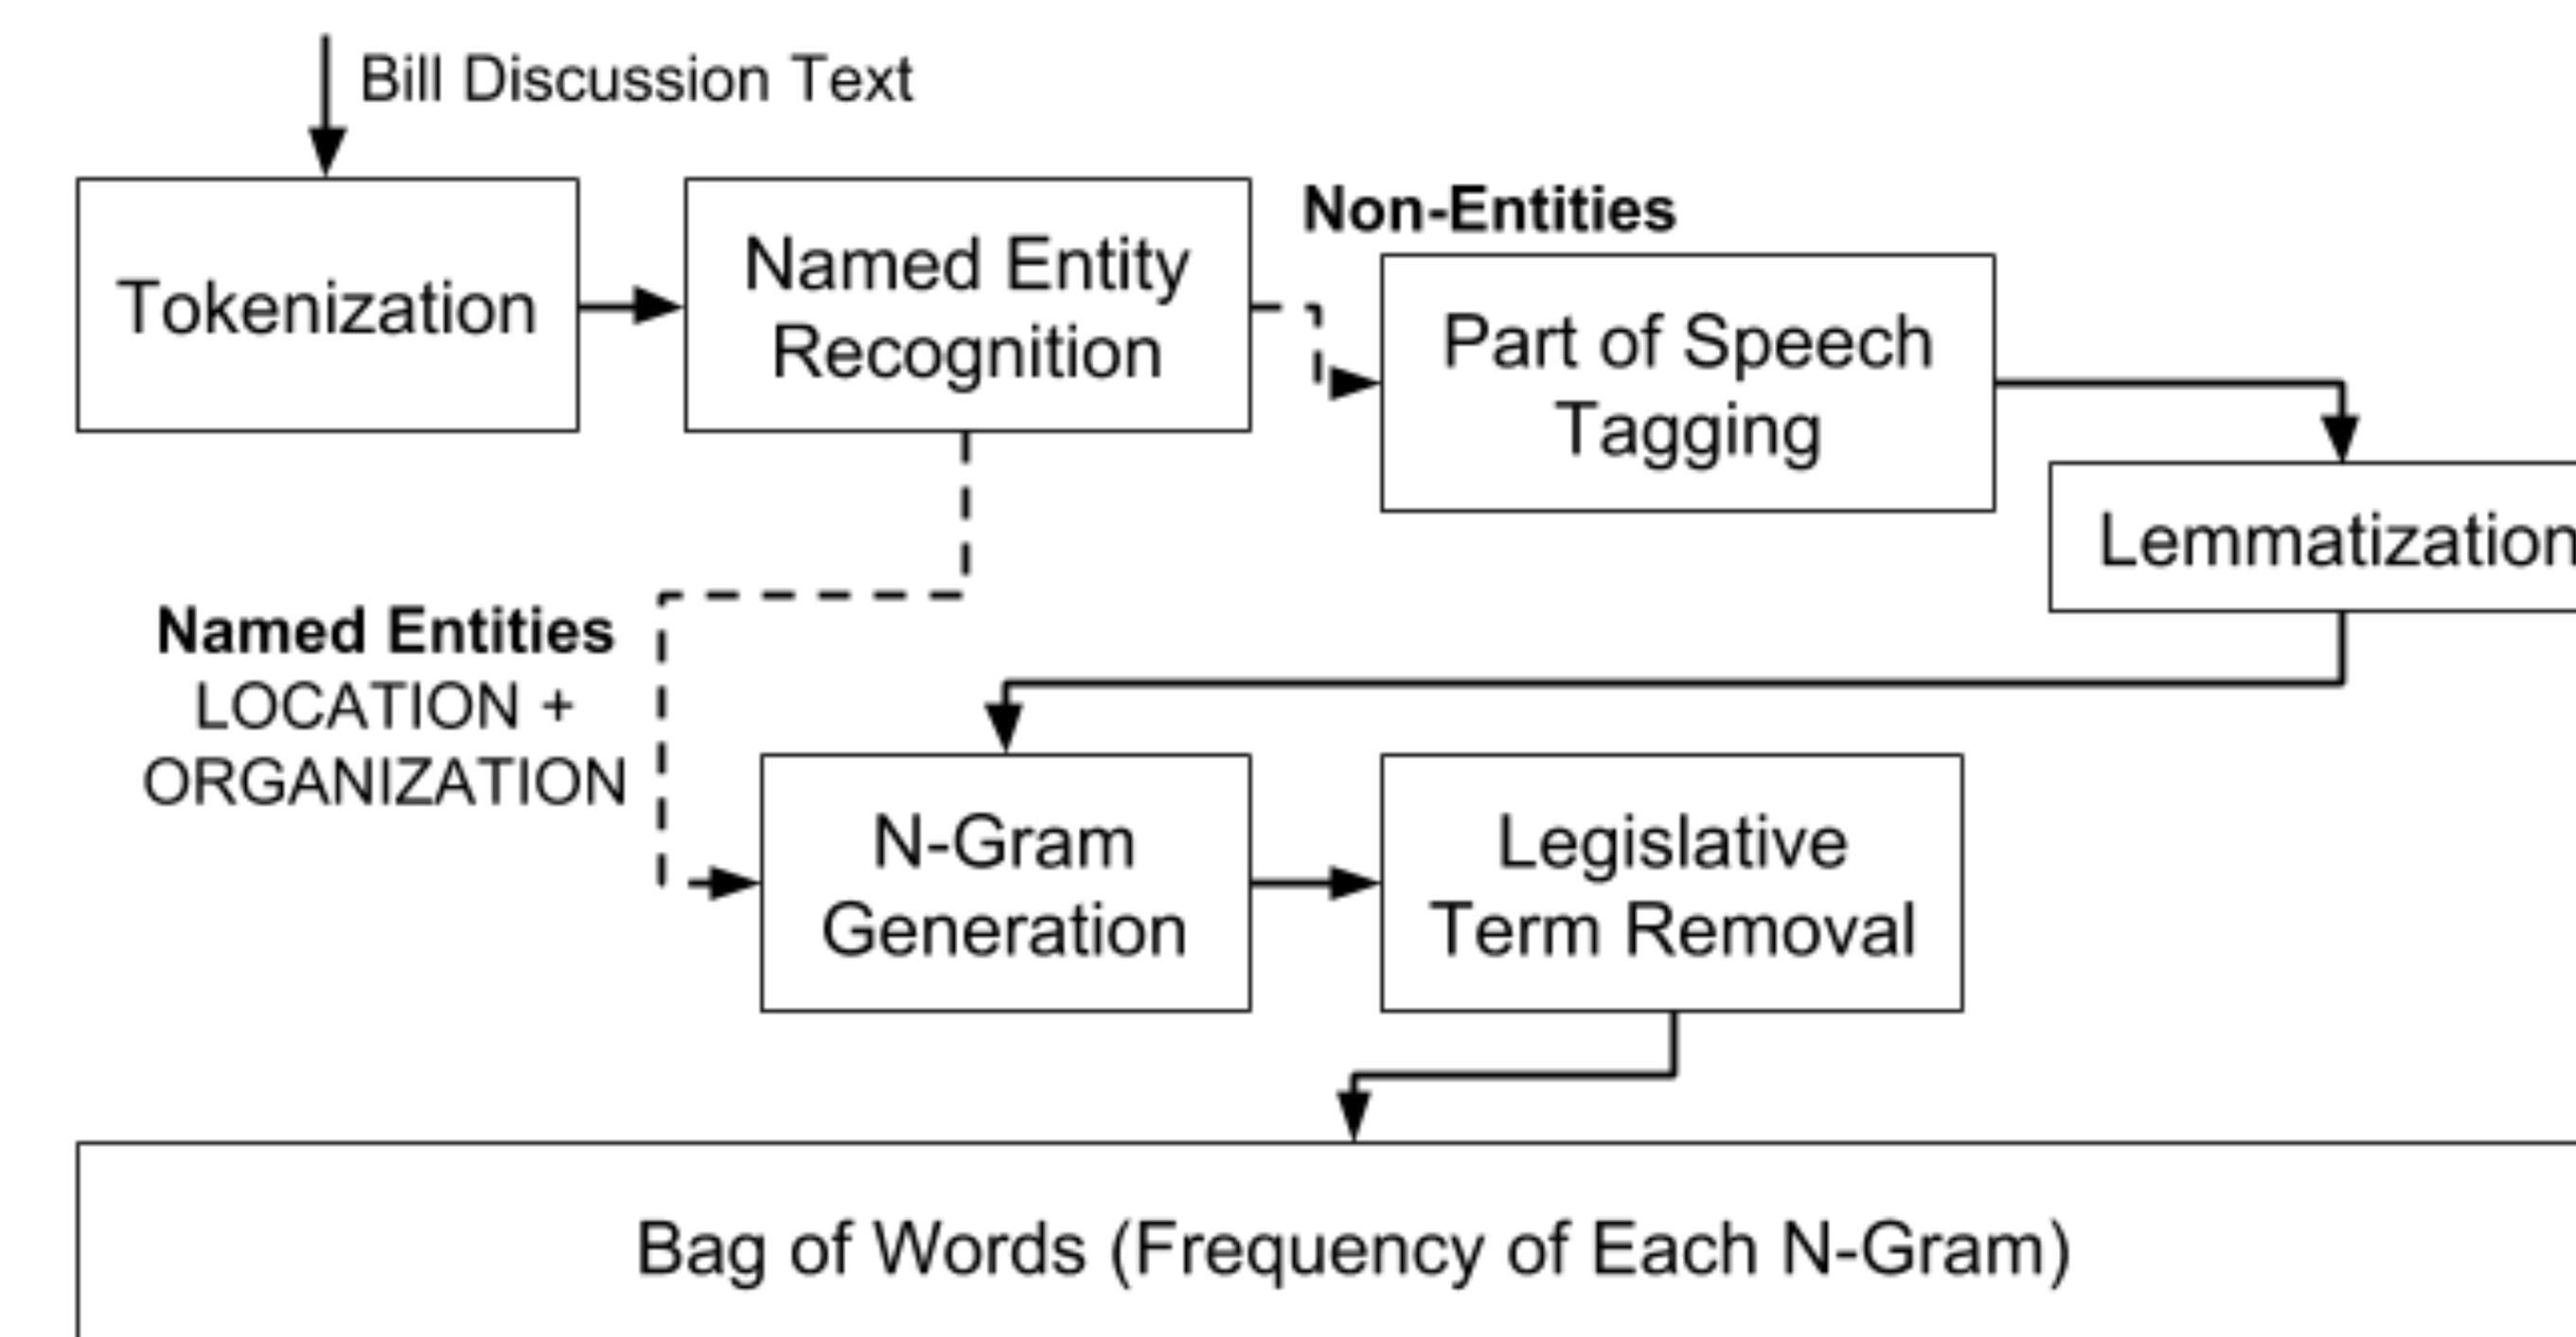 Bill Discussion Text
Tokenization
Named Entity
Recognition
Non-Entities
Part of Speech
Tagging
Lemmatization
Named Entities
LOCATION +
ORGANIZATION
N-Gram
Generation
Legislative
Term Removal
Bag of Words (Frequency of Each N-Gram)